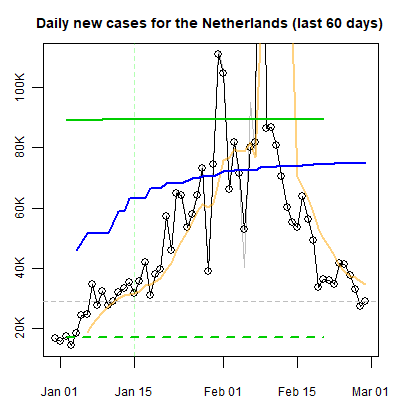 Daily new cases for the Netherlands (last 60 days)
100K
80K
60K
40K
20K
Jan 01 Jan 15 Feb 01 Feb 15 Mar 01